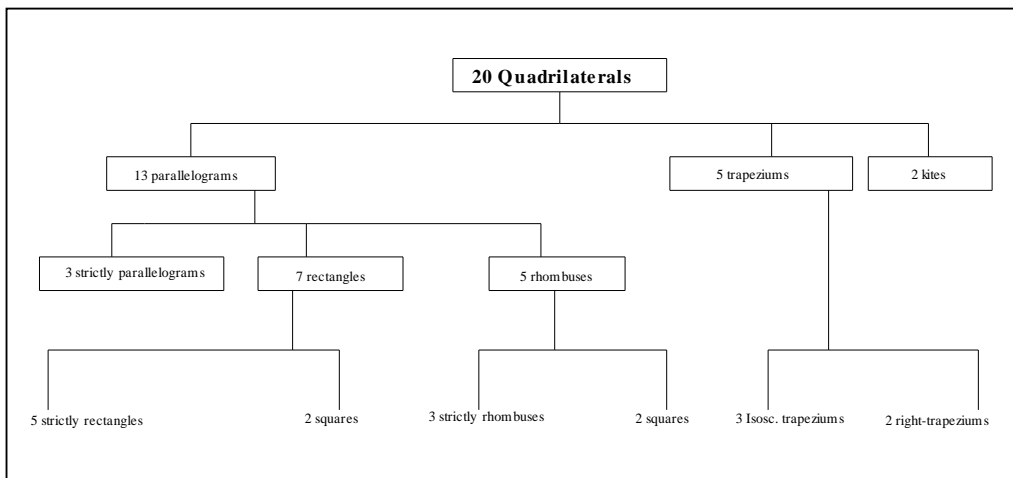 20 Quadrilaterals
13 parallelograms
5 trapeziums
2 kites
3 strictly parallelograms
7 rectangles
5 rhombuses
5 strictly rectangles
2 squares
3 strictly rhombuses
2 squares
3 Isosc. trapeziums
2 right-trapeziums